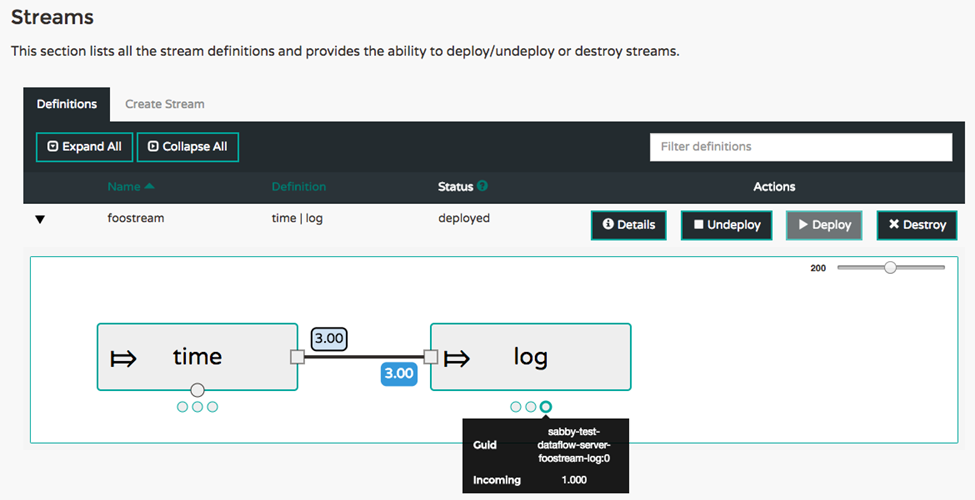 Streams
This section lists all the stream definitions and provides the ability to deploy/undeploy or destroy streams.
Definitions Create Stream
Expand All Collapse All Filter definitions
Name Definition Status Actions
foostream time | log deployed Details Undeploy Deploy Destroy
200
3.00
time log
3.00
sabby-test-
Guid dataflow-server-
foostream-log:0
Incoming 1.000